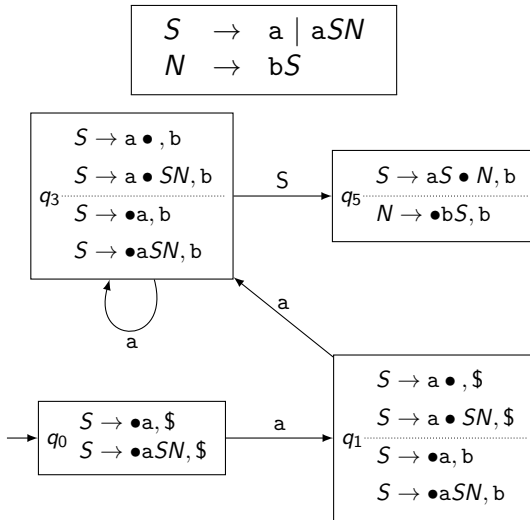 S → a | aSN
N → bS
S → a • , b
S → a • SN, b
q3
S → •a, b
S → •aSN, b
S
S → aS • N, b
q5
N → •bS, b
a
a
S → •a, $
q0
S → •aSN, $
a
S → a • , $
S → a • SN, $
q1
S → •a, b
S → •aSN, b